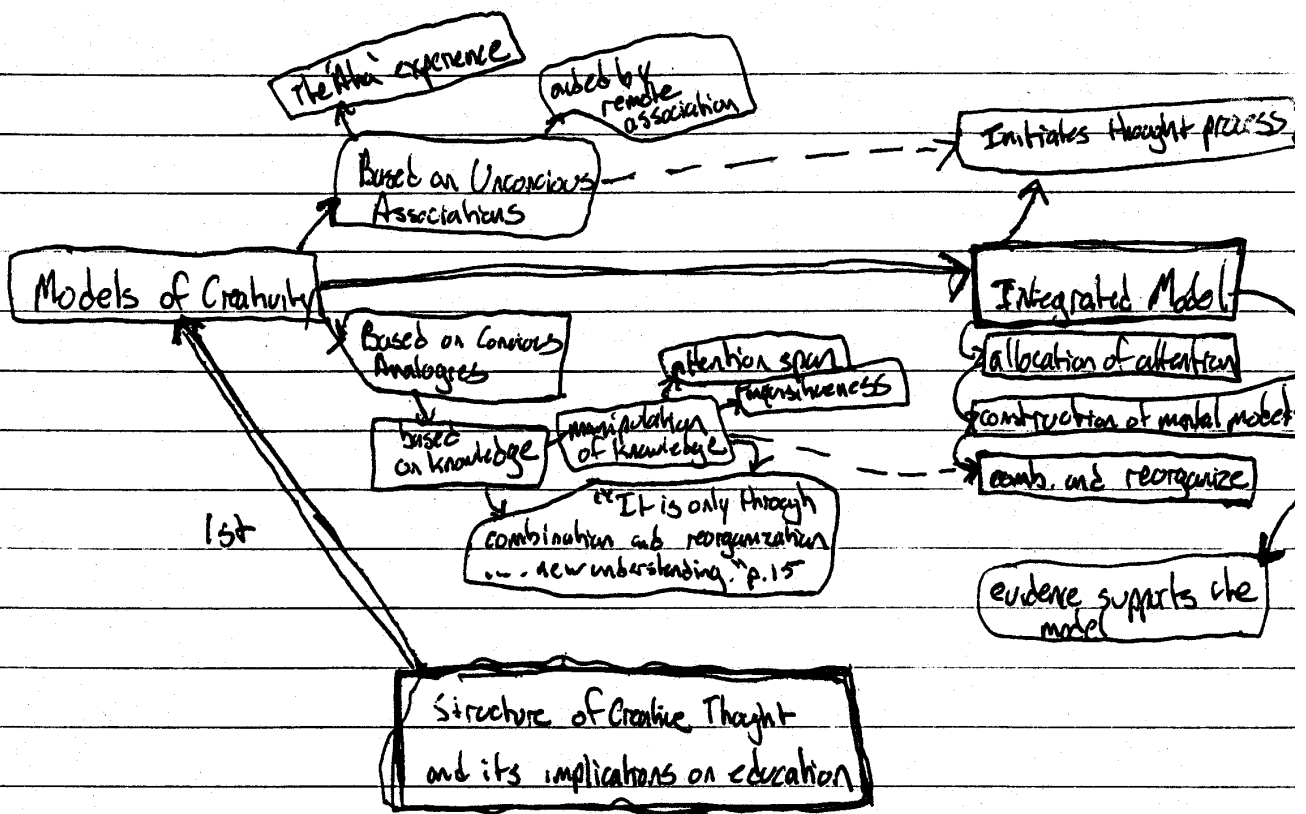 The 'Aha' experience
aided by
remote
association
Initiates thought process
Based on Unconcious
Associations
Models of Creativity
Integrated Model
Based on Concious
Analogies
attention span
allocation of attention
manipulation
of knowledge
construction of mental model
based
on knowledge
comb. and reorganize
"It is only through
combination and reorganization
.... new understanding." p.15
1st
evidence supports the
model
Structure of Creative Thought
and its implications on education